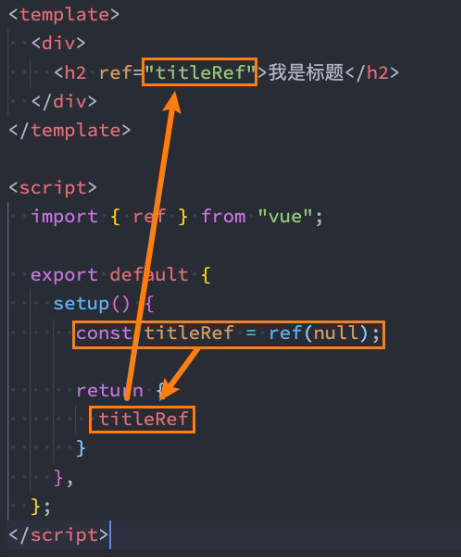 <template>
  <div>
    <h2 ref="titleRef">我是标题</h2>
  </div>
</template>

<script>
  import { ref } from "vue";

  export default {
    setup() {
      const titleRef = ref(null);

      return {
        titleRef
      }
    },
  };
</script>